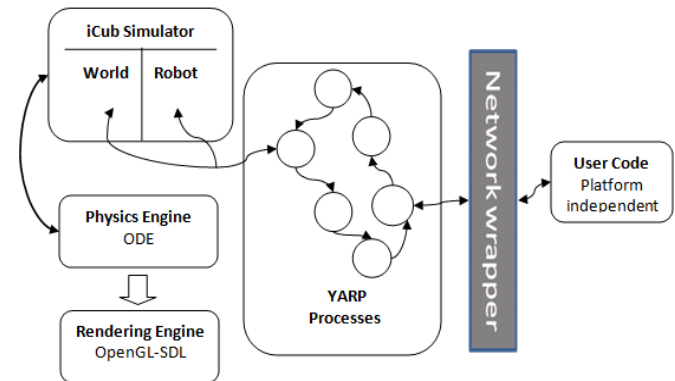 iCub Simulator
World
Robot
Physics Engine
ODE
Rendering Engine
OpenGL-SDL
YARP
Processes
Network wrapper
User Code
Platform
independent